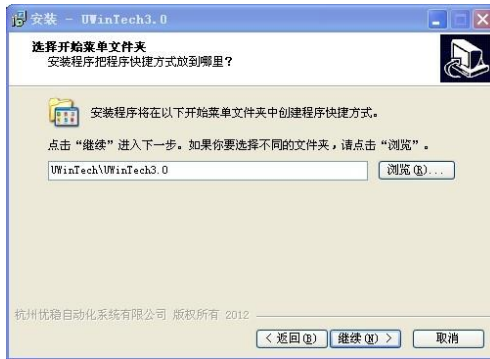 安装 - UWinTech3.0
选择开始菜单文件夹
安装程序把程序快捷方式放到哪里？
安装程序将在以下开始菜单文件夹中创建程序快捷方式。
点击“继续”进入下一步。如果你要选择不同的文件夹，请点击“浏览”。
UWinTech\UWinTech3.0
浏览(R)...
杭州优稳自动化系统有限公司 版权所有 2012
< 返回(B)
继续(N) >
取消